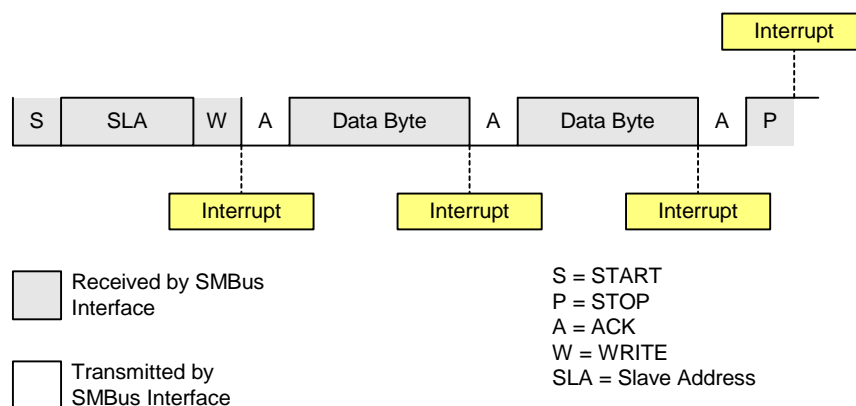 Interrupt
S
SLA
W
A
Data Byte
A
Data Byte
A
P
Interrupt
Interrupt
Interrupt
Received by SMBus
Interface
Transmitted by
SMBus Interface
S = START
P = STOP
A = ACK
W = WRITE
SLA = Slave Address